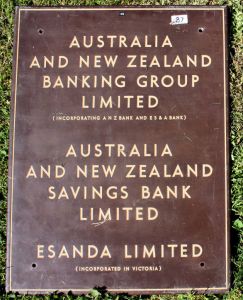 87
AUSTRALIA
AND NEW ZEALAND
BANKING GROUP
LIMITED
(INCORPORATING A N Z BANK AND E S & A BANK)
AUSTRALIA
AND NEW ZEALAND
SAVINGS BANK
LIMITED
ESANDA LIMITED
(INCORPORATED IN VICTORIA)